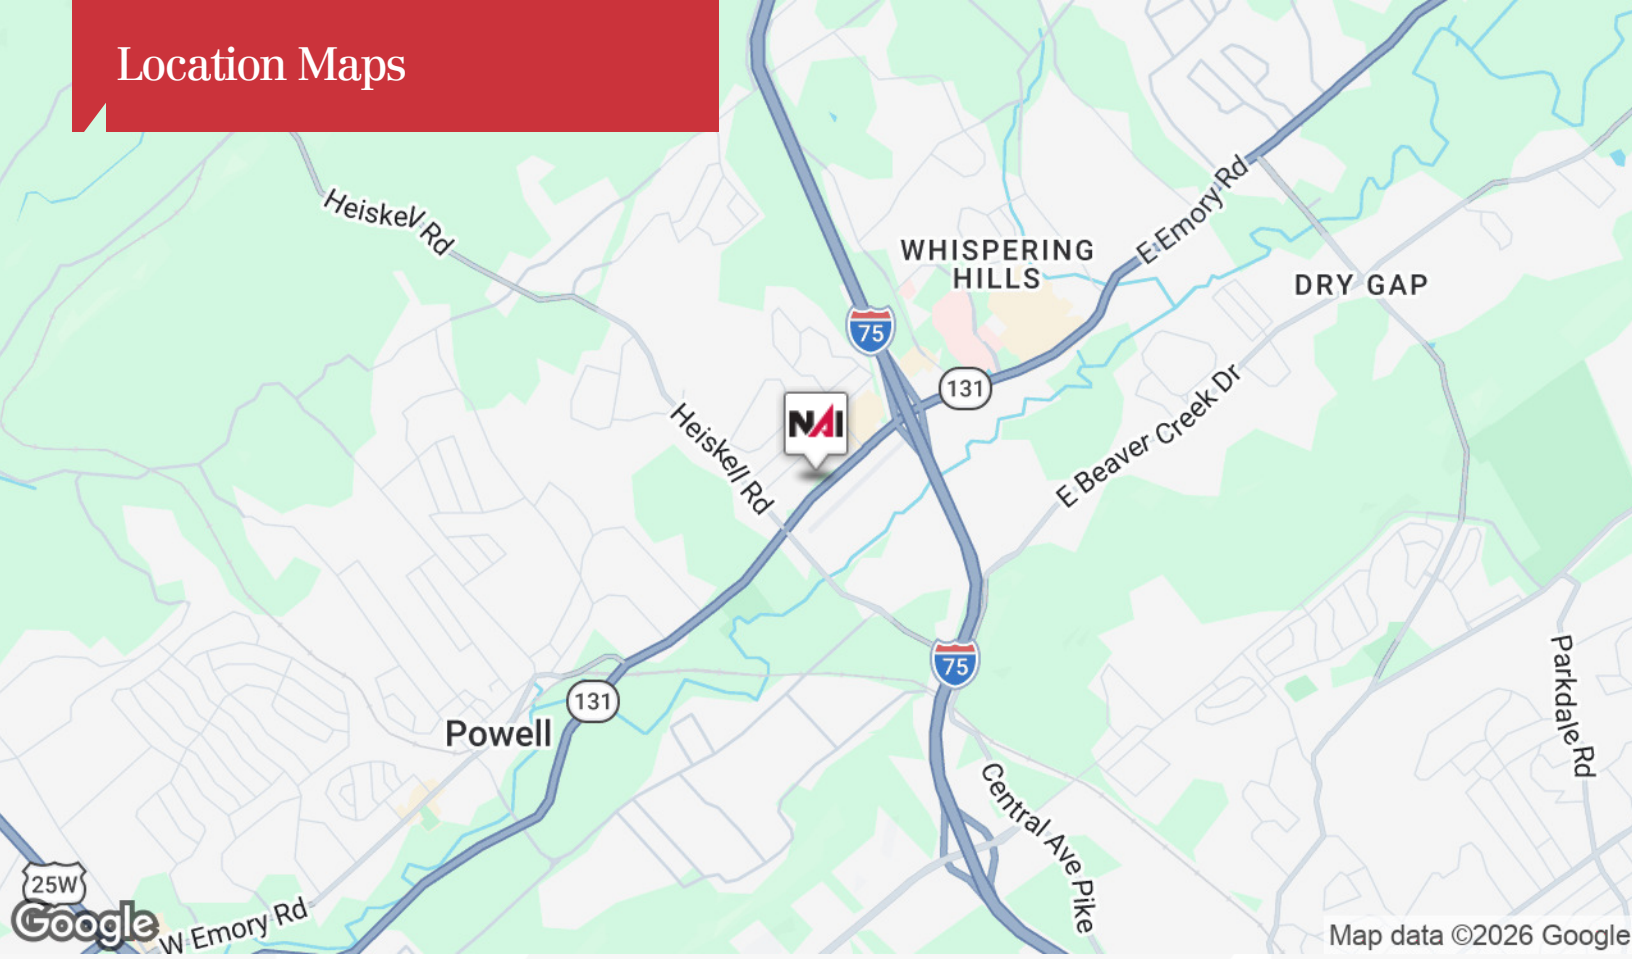 Location Maps
Heiskell Rd
E Emory Rd
WHISPERING
HILLS
DRY GAP
75
131
NAI
Heiskell Rd
E Beaver Creek Dr
75
131
Powell
Parkdale Rd
Central Ave Pike
25W
Google
W Emory Rd
Map data ©2026 Google